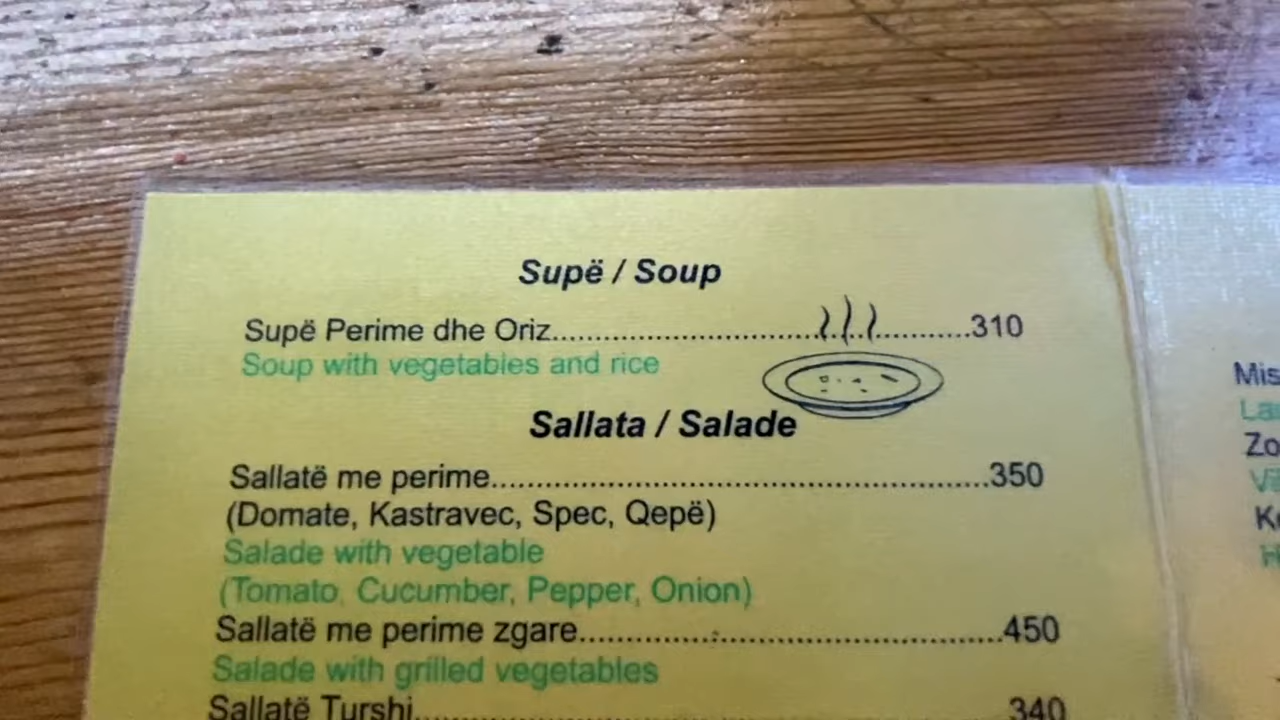 Supë / Soup
Supë Perime dhe Oriz..........................................................310
Soup with vegetables and rice
Sallata / Salade
Sallatë me perime.......................................................350
(Domate, Kastravec, Spec, Qepë)
Salade with vegetable
(Tomato, Cucumber, Pepper, Onion)
Sallatë me perime zgare...............................................450
Salade with grilled vegetables
Sallatë Turshi..................................................................340